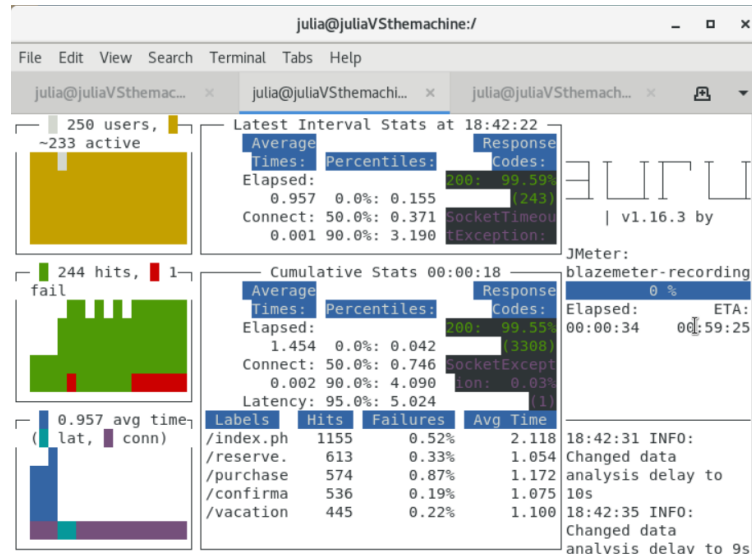 julia@juliaVSthemachine:/
File Edit View Search Terminal Tabs Help
julia@juliaVSthemac... julia@juliaVSthemachi... julia@juliaVSthemach...
250 users,
~233 active
244 hits, 1
fail
0.957 avg time
( lat, conn)
Latest Interval Stats at 18:42:22
Average Response
Times: Percentiles: Codes:
Elapsed: 200: 99.59%
0.957 0.0%: 0.155 (243)
Connect: 50.0%: 0.371 SocketTimeou
0.001 90.0%: 3.190 tException:
Cumulative Stats 00:00:18
Average Response
Times: Percentiles: Codes:
Elapsed: 200: 99.55%
1.454 0.0%: 0.042 (3308)
Connect: 50.0%: 0.746 SocketExcept
0.002 90.0%: 4.090 ion: 0.03%
Latency: 95.0%: 5.024 (1)
Labels Hits Failures Avg Time
/index.ph 1155 0.52% 2.118
/reserve. 613 0.33% 1.054
/purchase 574 0.87% 1.172
/confirma 536 0.19% 1.075
/vacation 445 0.22% 1.100
| v1.16.3 by
JMeter:
blazemeter-recording
0 %
Elapsed: ETA:
00:00:34 00:59:25
18:42:31 INFO:
Changed data
analysis delay to
10s
18:42:35 INFO:
Changed data
analysis delay to 9s